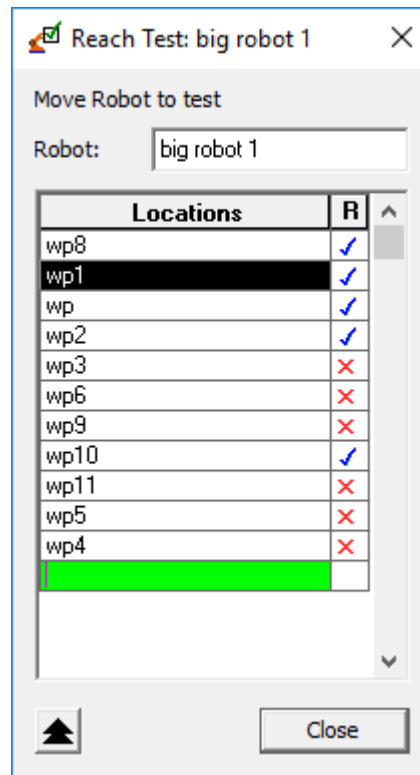 Reach Test: big robot 1
Move Robot to test
Robot: big robot 1
Locations R
wp8
wp1
wp
wp2
wp3
wp6
wp9
wp10
wp11
wp5
wp4
Close